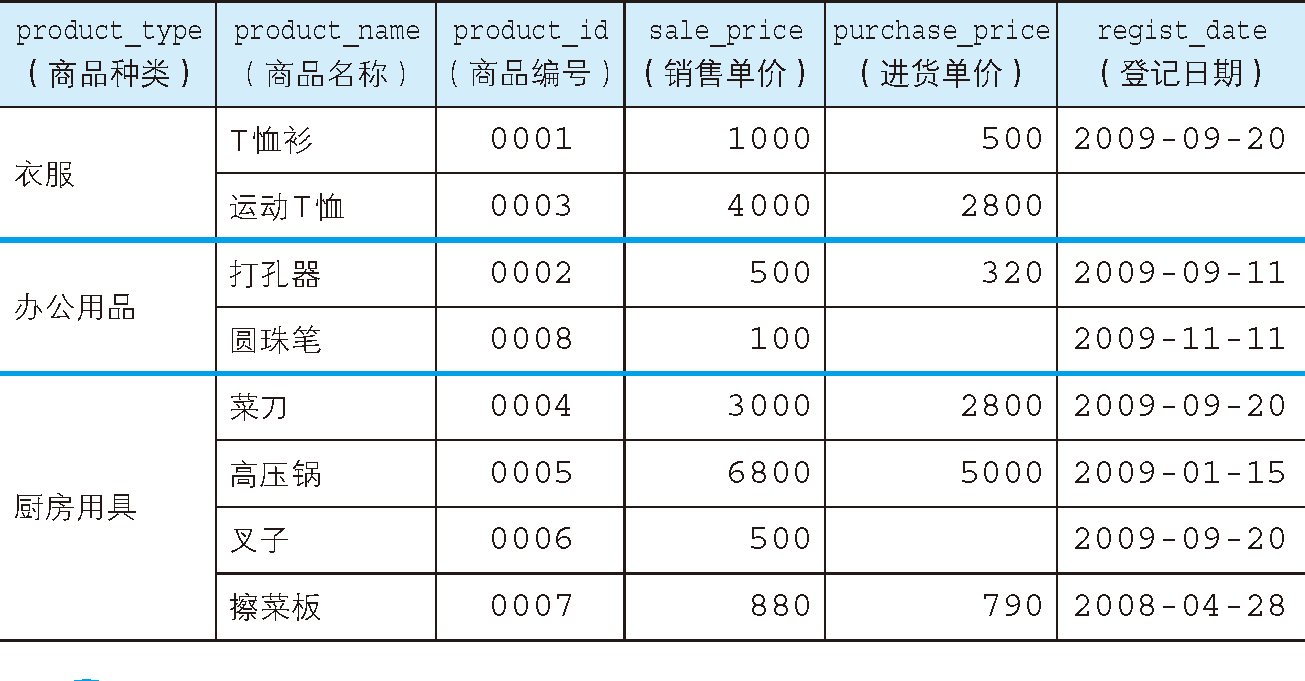 product_type product_name product_id sale_price purchase_price regist_date
(商品种类) (商品名称) (商品编号) (销售单价) (进货单价) (登记日期)
衣服
T恤衫 0001 1000 500 2009-09-20
运动T恤 0003 4000 2800
办公用品
打孔器 0002 500 320 2009-09-11
圆珠笔 0008 100 2009-11-11
厨房用具
菜刀 0004 3000 2800 2009-09-20
高压锅 0005 6800 5000 2009-01-15
叉子 0006 500 2009-09-20
擦菜板 0007 880 790 2008-04-28